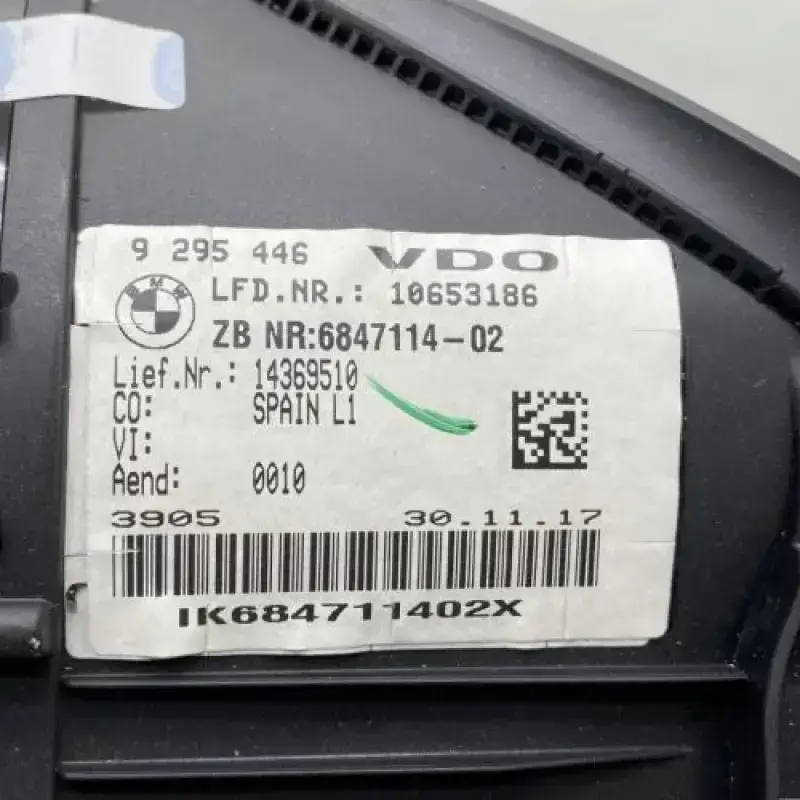 9 295 446 VDO
BMW
LFD.NR.: 10653186
ZB NR:6847114-02
Lief.Nr.: 14369510
CO: SPAIN L1
VI:
Aend: 0010
3905 30.11.17
IK684711402X